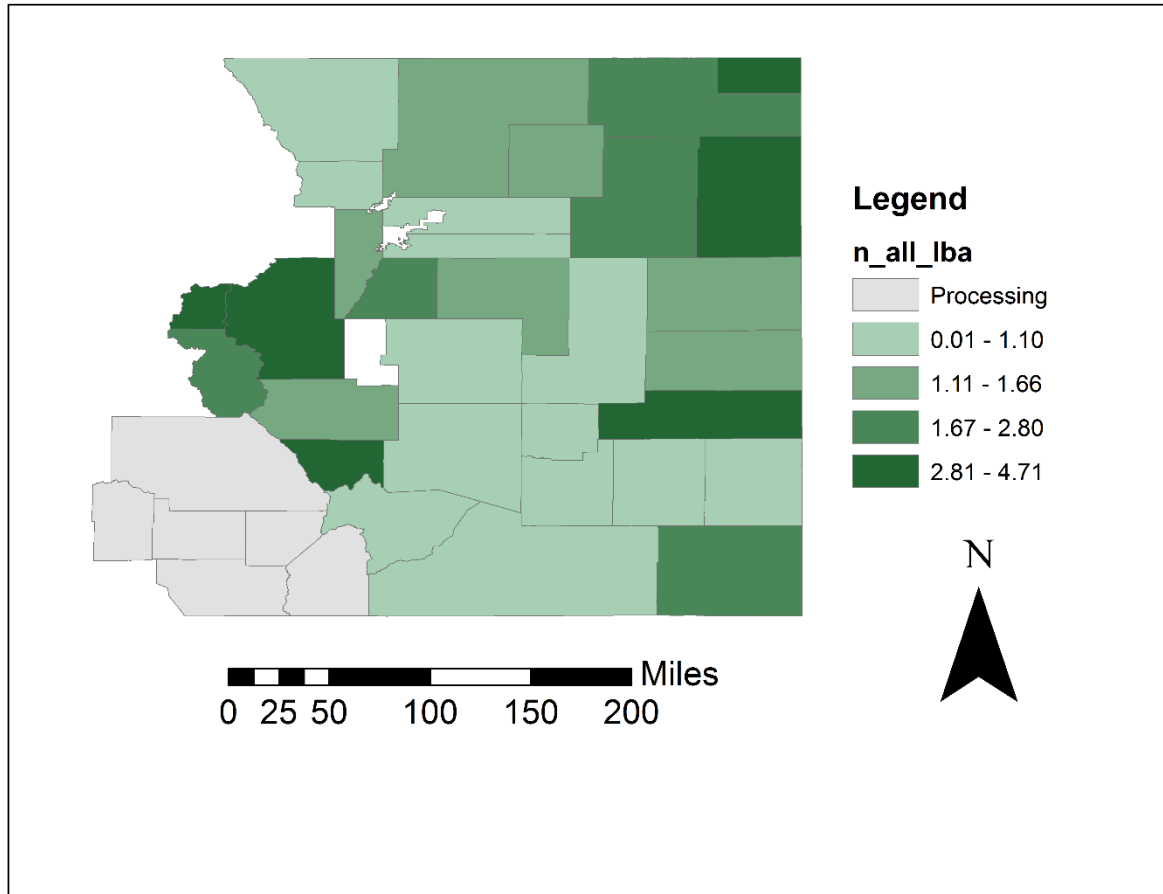 Legend
n_all_lba
Processing
0.01 - 1.10
1.11 - 1.66
1.67 - 2.80
2.81 - 4.71
N
Miles
0 25 50 100 150 200